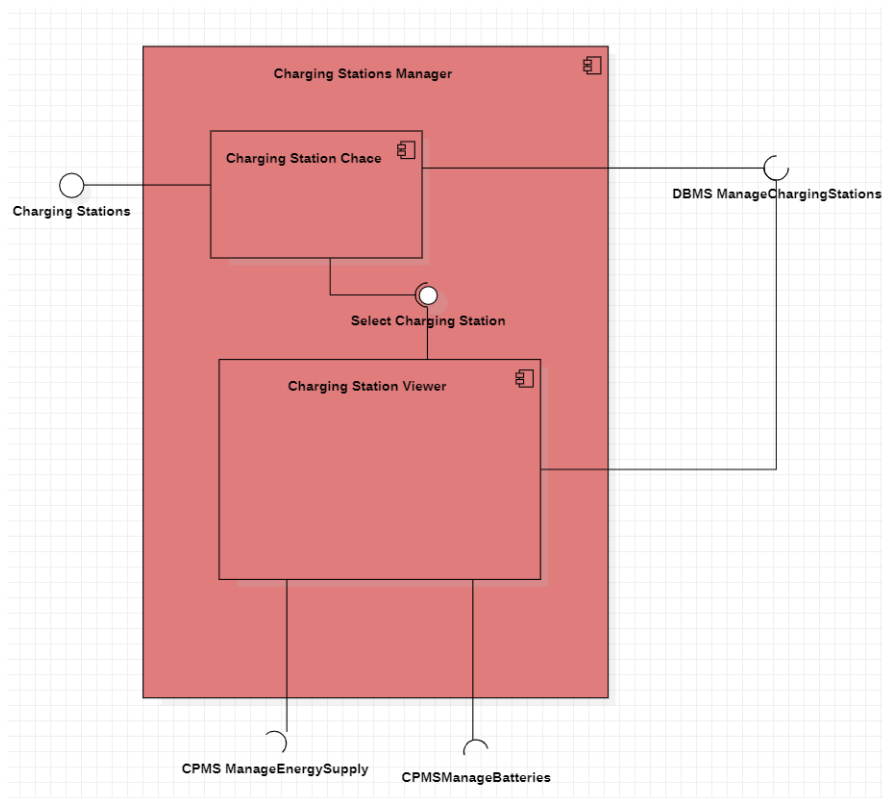 Charging Stations Manager
Charging Station Chace
Charging Stations
DBMS ManageChargingStations
Select Charging Station
Charging Station Viewer
CPMS ManageEnergySupply
CPMSManageBatteries